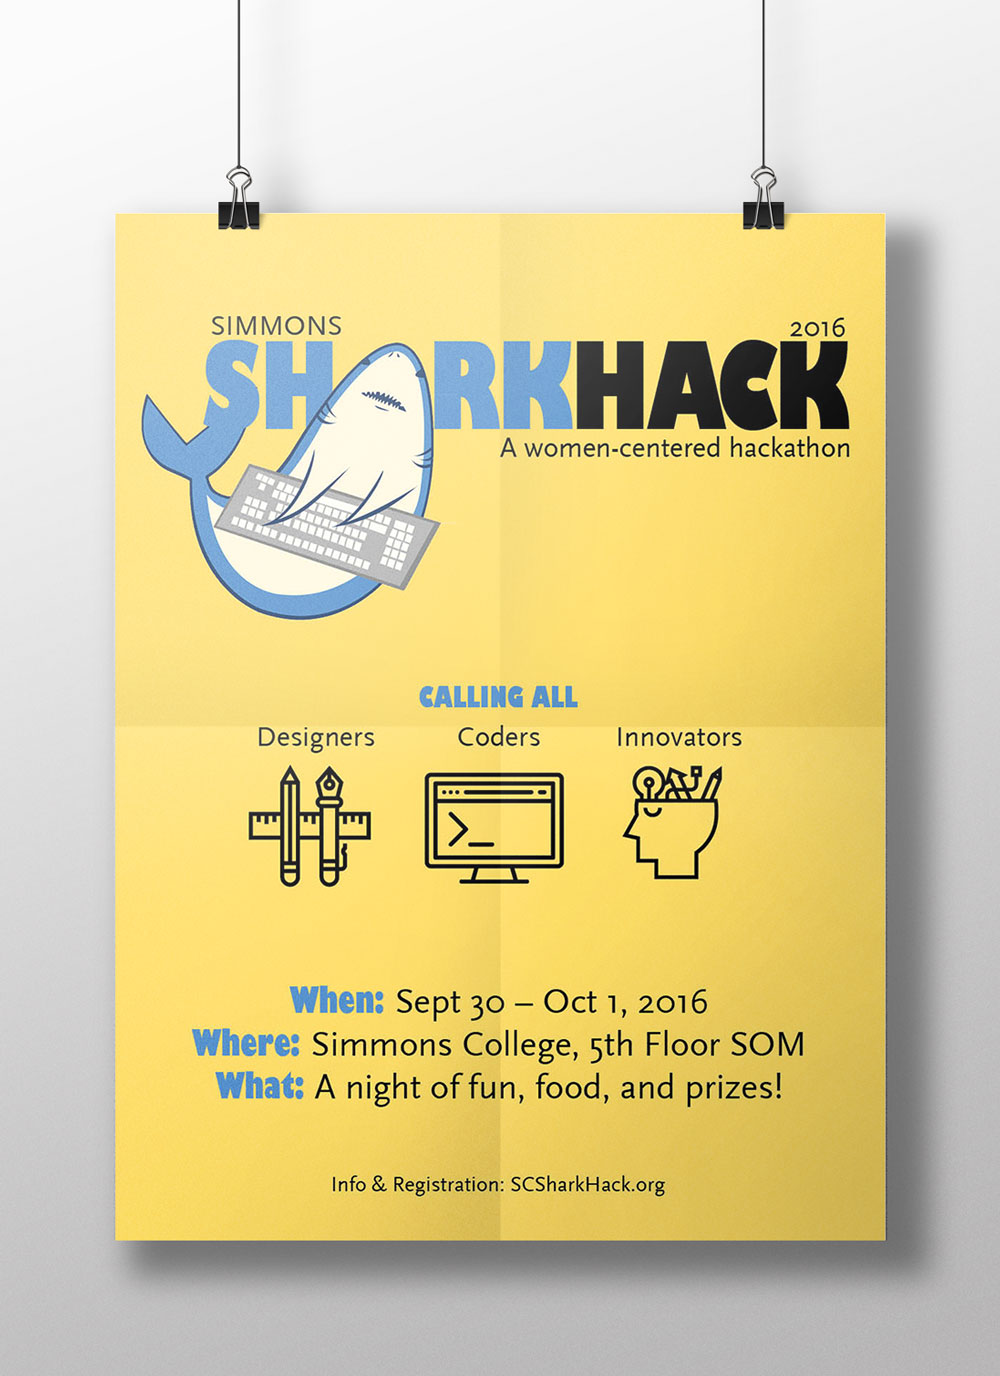 SIMMONS
2016
SHARKHACK
A women-centered hackathon
CALLING ALL
Designers Coders Innovators
When: Sept 30 – Oct 1, 2016
Where: Simmons College, 5th Floor SOM
What: A night of fun, food, and prizes!
Info & Registration: SCSharkHack.org